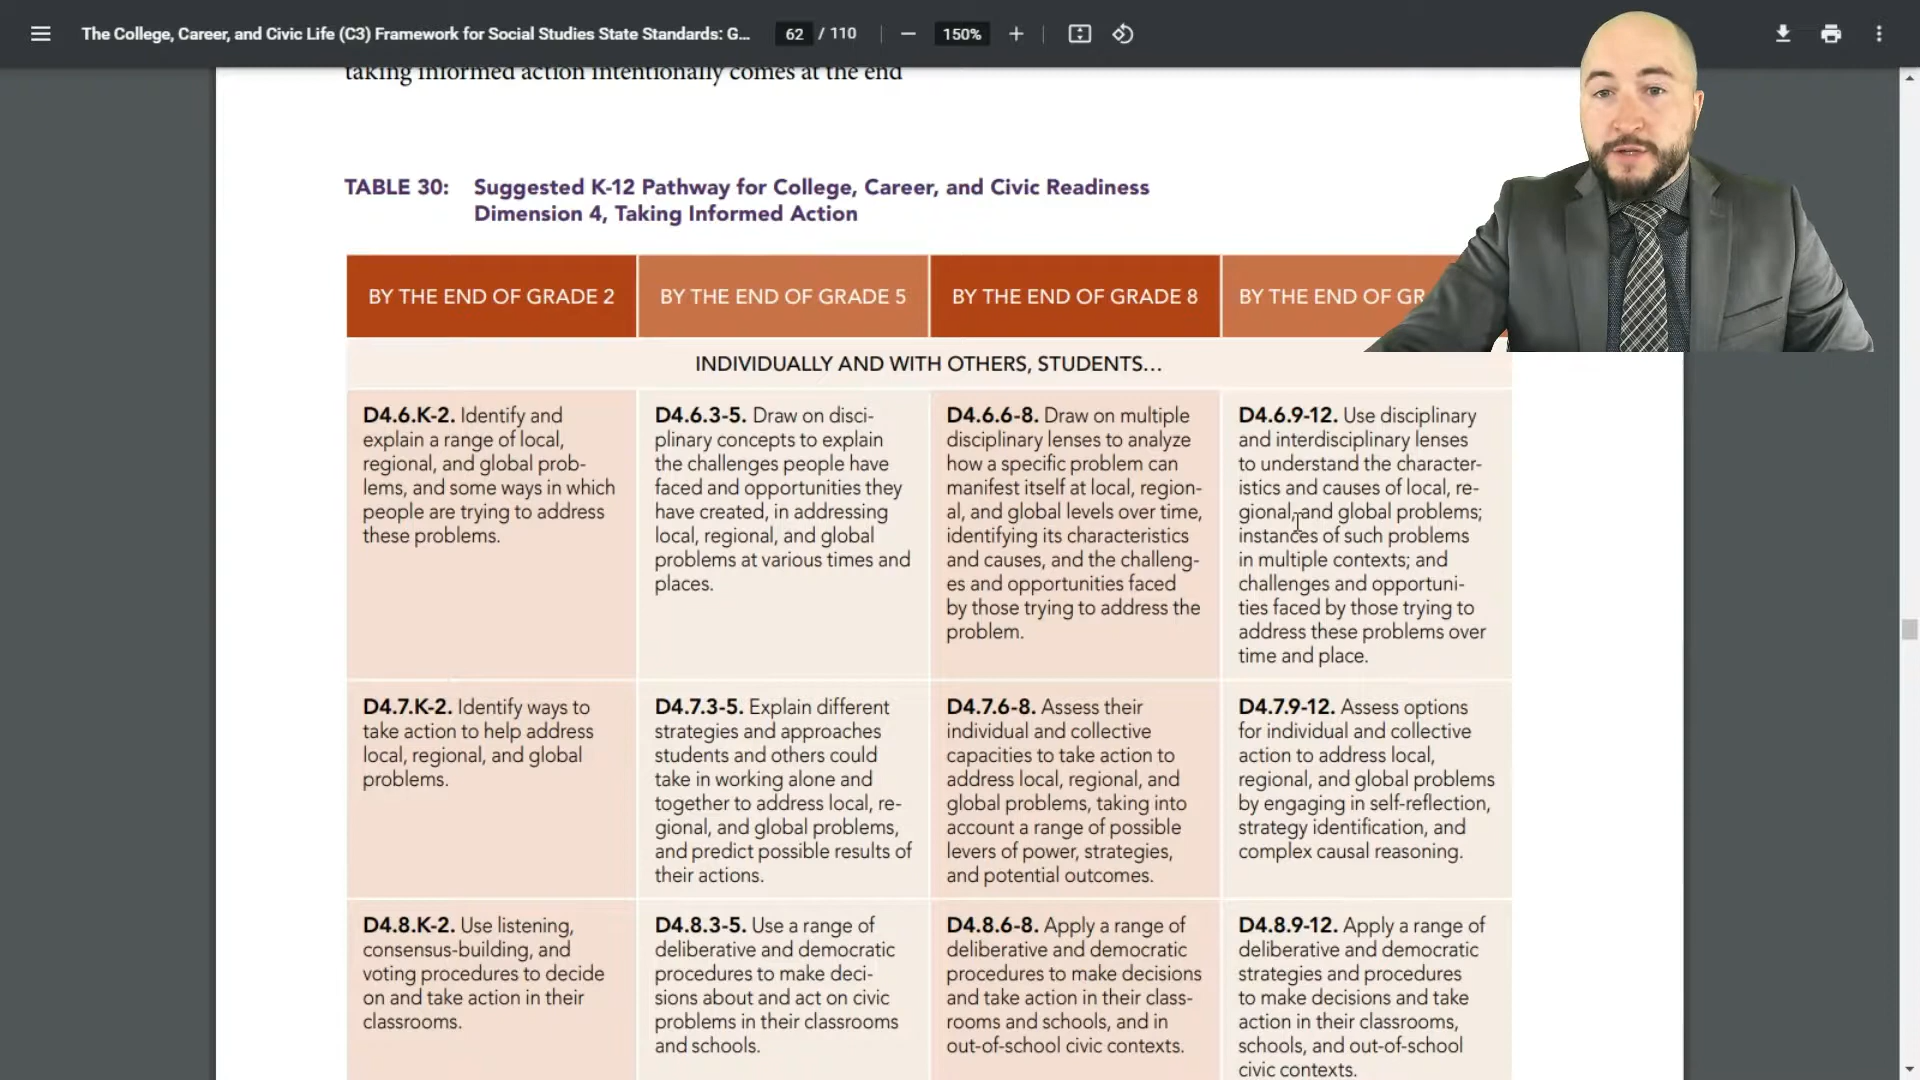 The College, Career, and Civic Life (C3) Framework for Social Studies State Standards: G...
62 / 110
150%
taking informed action intentionally comes at the end
TABLE 30: Suggested K-12 Pathway for College, Career, and Civic Readiness
Dimension 4, Taking Informed Action
BY THE END OF GRADE 2
BY THE END OF GRADE 5
BY THE END OF GRADE 8
BY THE END OF GR
INDIVIDUALLY AND WITH OTHERS, STUDENTS…
D4.6.K-2. Identify and
explain a range of local,
regional, and global prob-
lems, and some ways in which
people are trying to address
these problems.
D4.6.3-5. Draw on disci-
plinary concepts to explain
the challenges people have
faced and opportunities they
have created, in addressing
local, regional, and global
problems at various times and
places.
D4.6.6-8. Draw on multiple
disciplinary lenses to analyze
how a specific problem can
manifest itself at local, region-
al, and global levels over time,
identifying its characteristics
and causes, and the challeng-
es and opportunities faced
by those trying to address the
problem.
D4.6.9-12. Use disciplinary
and interdisciplinary lenses
to understand the character-
istics and causes of local, re-
gional, and global problems;
instances of such problems
in multiple contexts; and
challenges and opportuni-
ties faced by those trying to
address these problems over
time and place.
D4.7.K-2. Identify ways to
take action to help address
local, regional, and global
problems.
D4.7.3-5. Explain different
strategies and approaches
students and others could
take in working alone and
together to address local, re-
gional, and global problems,
and predict possible results of
their actions.
D4.7.6-8. Assess their
individual and collective
capacities to take action to
address local, regional, and
global problems, taking into
account a range of possible
levers of power, strategies,
and potential outcomes.
D4.7.9-12. Assess options
for individual and collective
action to address local,
regional, and global problems
by engaging in self-reflection,
strategy identification, and
complex causal reasoning.
D4.8.K-2. Use listening,
consensus-building, and
voting procedures to decide
on and take action in their
classrooms.
D4.8.3-5. Use a range of
deliberative and democratic
procedures to make deci-
sions about and act on civic
problems in their classrooms
and schools.
D4.8.6-8. Apply a range of
deliberative and democratic
procedures to make decisions
and take action in their class-
rooms and schools, and in
out-of-school civic contexts.
D4.8.9-12. Apply a range of
deliberative and democratic
strategies and procedures
to make decisions and take
action in their classrooms,
schools, and out-of-school
civic contexts.